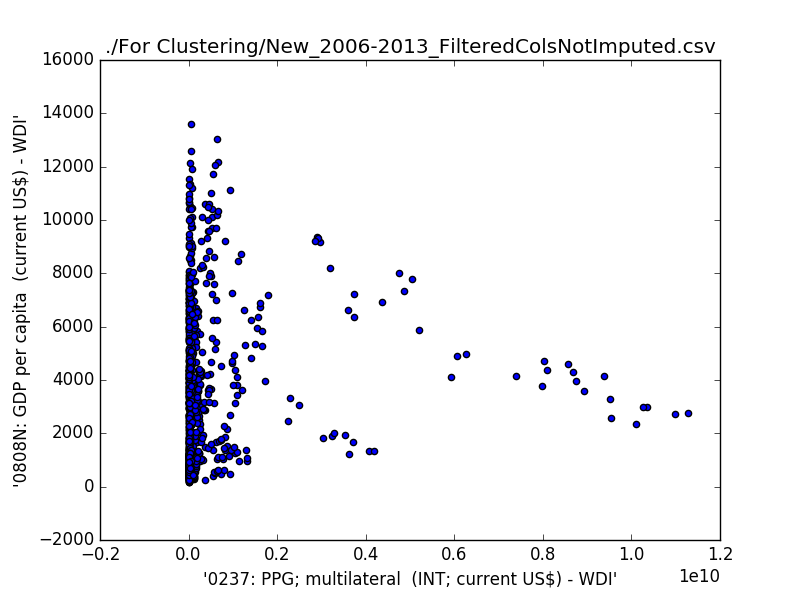 ./For Clustering/New_2006-2013_FilteredColsNotImputed.csv
16000
14000
12000
10000
8000
6000
4000
2000
0
−2000
'0808N: GDP per capita  (current US$) - WDI'
−0.2 0.0 0.2 0.4 0.6 0.8 1.0 1.2
1e10
'0237: PPG; multilateral  (INT; current US$) - WDI'